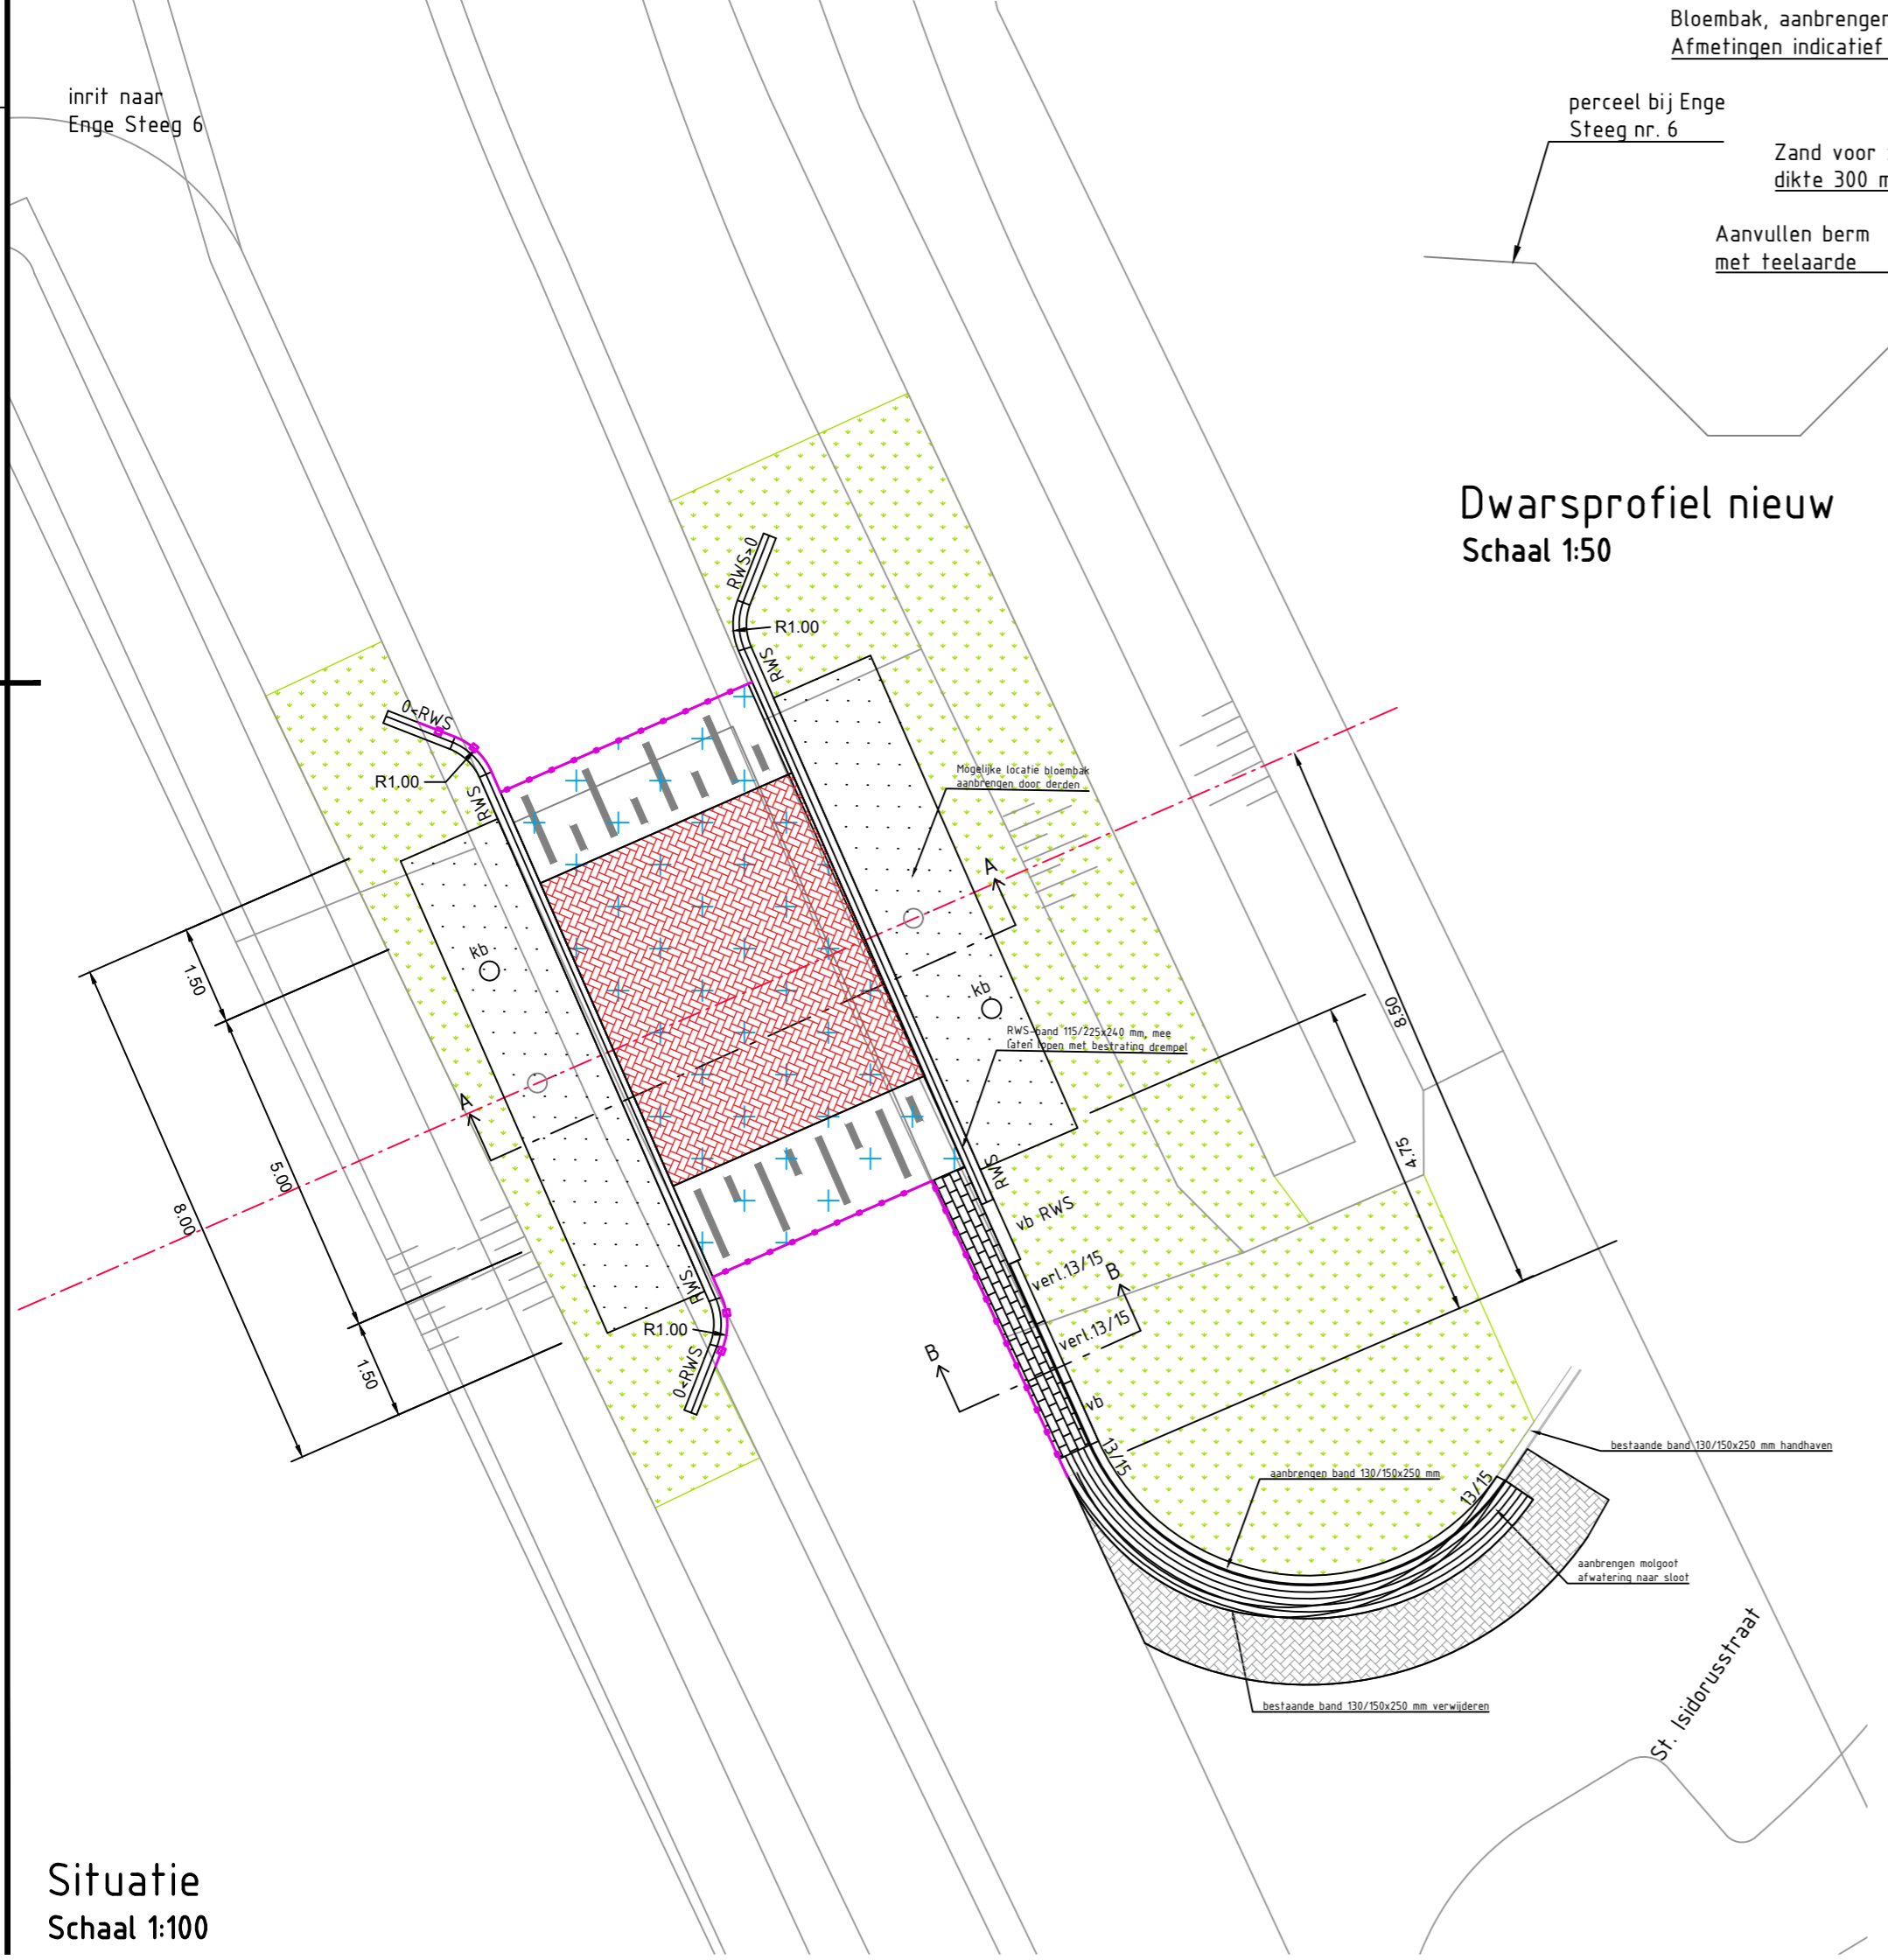 Bloembak, aanbrengen
Afmetingen indicatief
inrit naar
Enge Steeg 6
perceel bij Enge
Steeg nr. 6
Zand voor
dikte 300 m
Aanvullen berm
met teelaarde
Dwarsprofiel nieuw
Schaal 1:50
RWS>0
R1.00
RWS
0<RWS
R1.00
RWS
Mogelijke locatie bloembak
aanbrengen door derden
A
kb
1.50
kb
8.50
RWS-band 115/225x240 mm, mee
laten lopen met bestrating drempel
A
4.75
5.00
8.00
RWS
vb RWS
verl.13/15
B
RWS
R1.00
verl.13/15
B
1.50
0<RWS
vb
13/15
bestaande band 130/150x250 mm handhaven
aanbrengen band 130/150x250 mm
13/15
aanbrengen molgoot
afwatering naar sloot
bestaande band 130/150x250 mm verwijderen
St. Isidorusstraat
Situatie
Schaal 1:100